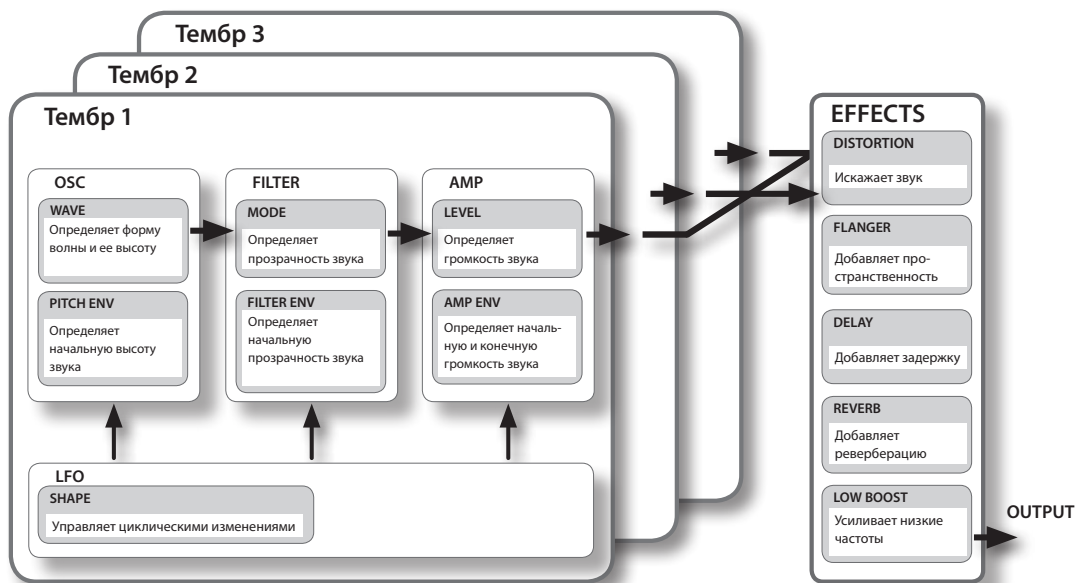 Тембр 3
Тембр 2
Тембр 1
OSC
WAVE
Определяет форму
волны и ее высоту
PITCH ENV
Определяет
начальную высоту
звука
FILTER
MODE
Определяет
прозрачность звука
FILTER ENV
Определяет
начальную
прозрачность звука
AMP
LEVEL
Определяет
громкость звука
AMP ENV
Определяет началь-
ную и конечную
громкость звука
LFO
SHAPE
Управляет циклическими изменениями
EFFECTS
DISTORTION
Искажает звук
FLANGER
Добавляет про-
странственность
DELAY
Добавляет задержку
REVERB
Добавляет
реверберацию
LOW BOOST
Усиливает низкие
частоты
OUTPUT